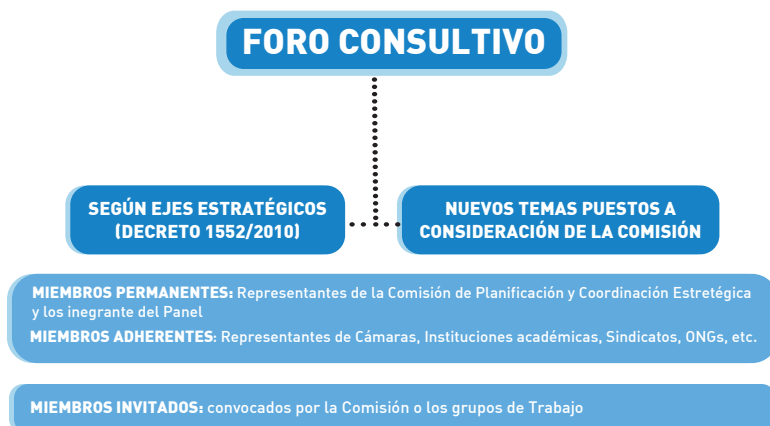 FORO CONSULTIVO
SEGÚN EJES ESTRATÉGICOS
(DECRETO 1552/2010)
NUEVOS TEMAS PUESTOS A
CONSIDERACIÓN DE LA COMISIÓN
MIEMBROS PERMANENTES: Representantes de la Comisión de Planificación y Coordinación Estretégica
y los inegrante del Panel
MIEMBROS ADHERENTES: Representantes de Cámaras, Instituciones académicas, Sindicatos, ONGs, etc.
MIEMBROS INVITADOS: convocados por la Comisión o los grupos de Trabajo